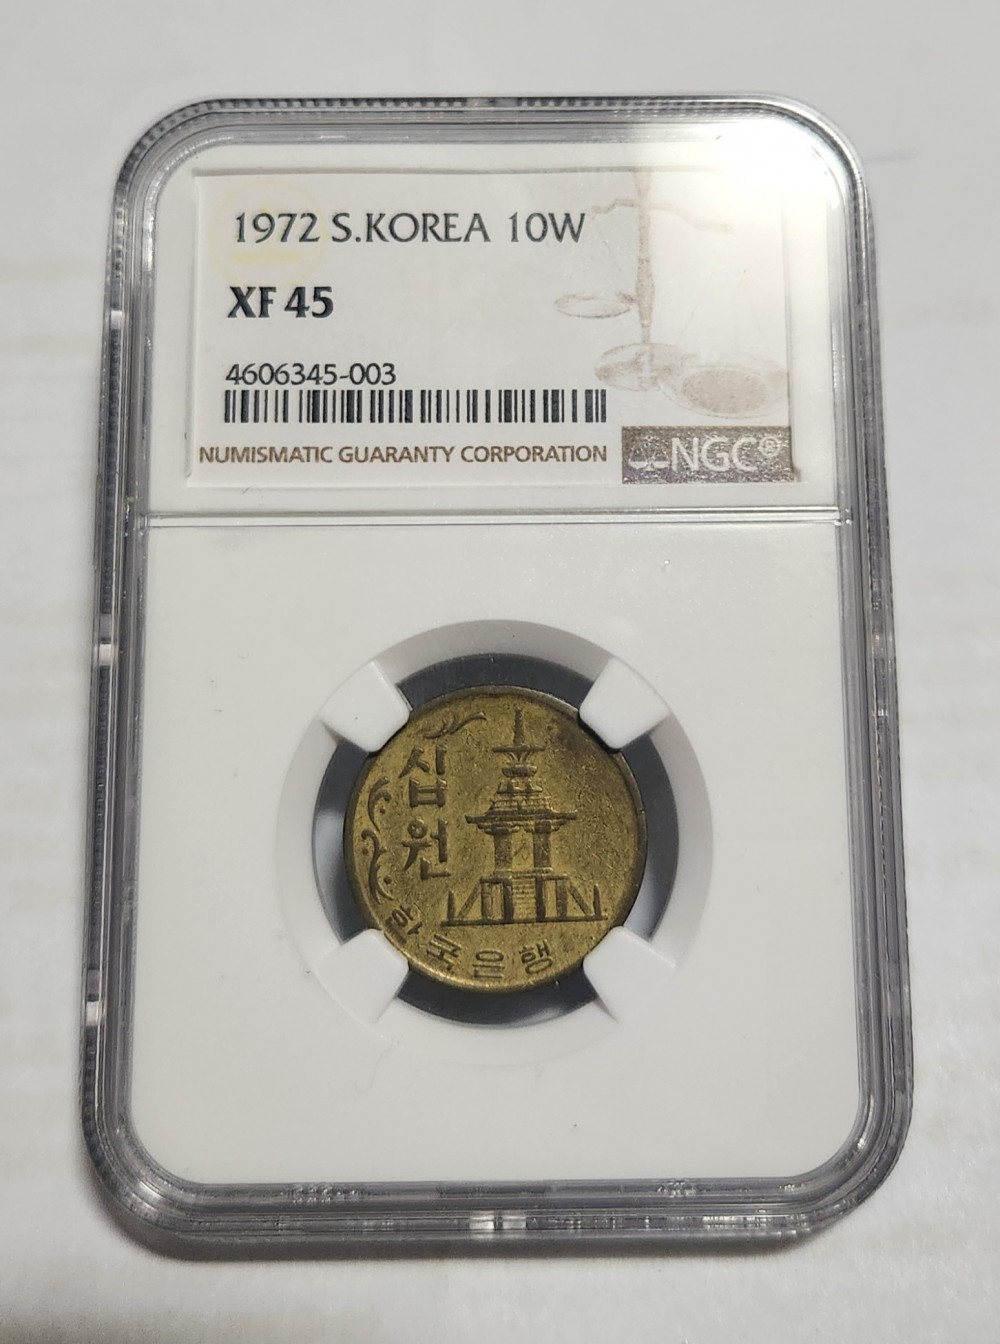 1972 S.KOREA 10W
XF 45
4606345-003
NUMISMATIC GUARANTY CORPORATION
NGC®
십
원
한국은행